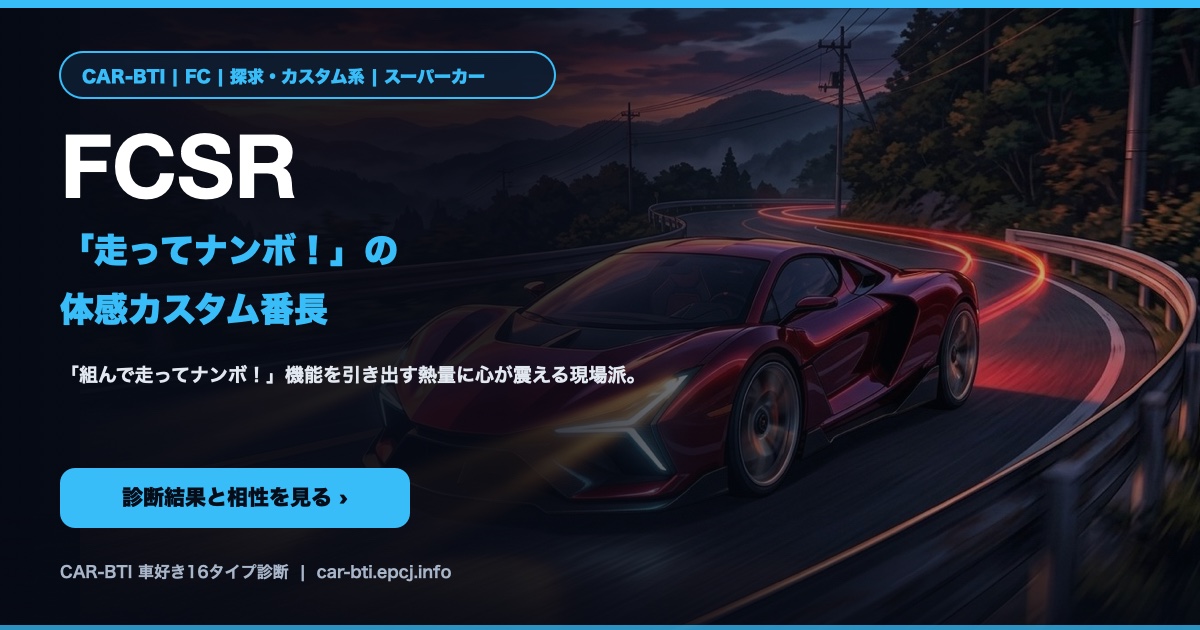 CAR-BTI | FC | 探求・カスタム系 | スーパーカー
FCSR
「走ってナンボ！」の
体感カスタム番長
「組んで走ってナンボ！」機能を引き出す熱量に心が震える現場派。
診断結果と相性を見る ›
CAR-BTI 車好き16タイプ診断 | car-bti.epcj.info